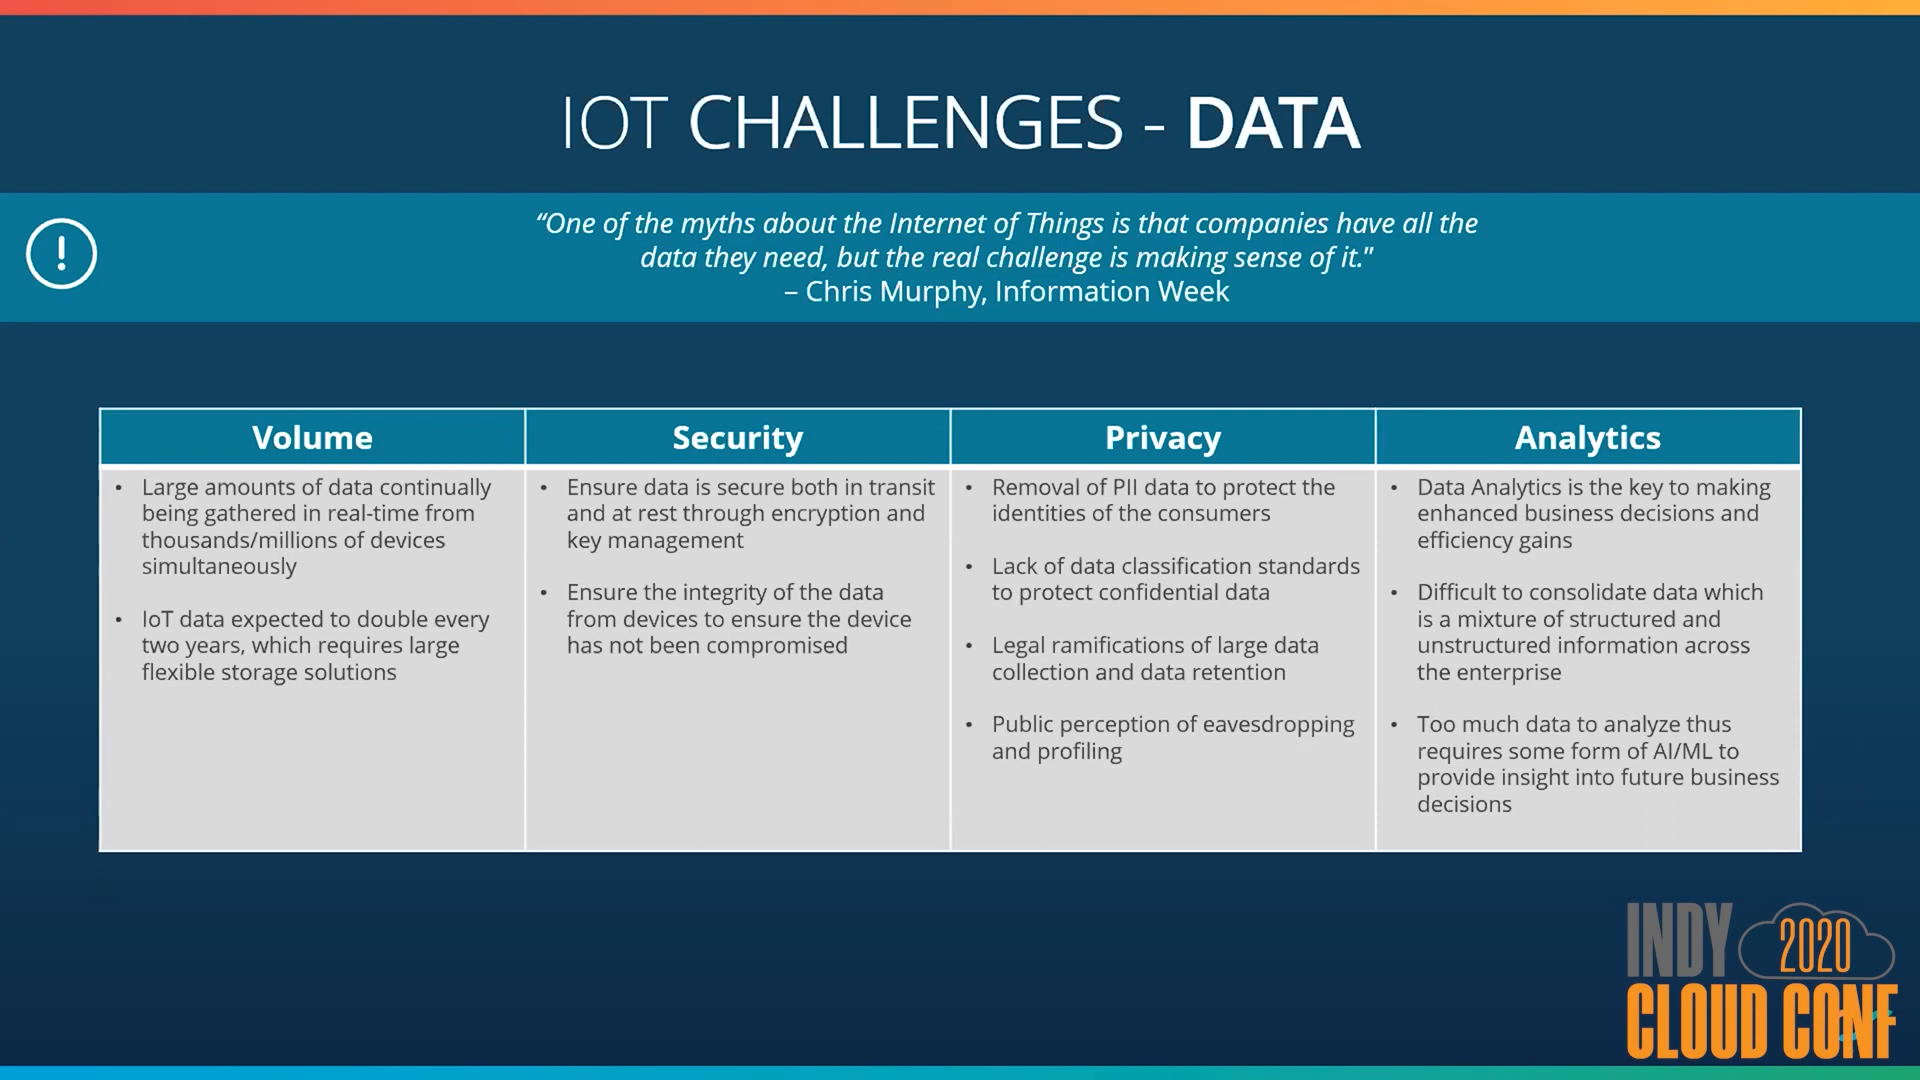 IOT CHALLENGES - DATA
!
“One of the myths about the Internet of Things is that companies have all the
data they need, but the real challenge is making sense of it."
– Chris Murphy, Information Week
Volume
• Large amounts of data continually
being gathered in real-time from
thousands/millions of devices
simultaneously
• IoT data expected to double every
two years, which requires large
flexible storage solutions
Security
• Ensure data is secure both in transit
and at rest through encryption and
key management
• Ensure the integrity of the data
from devices to ensure the device
has not been compromised
Privacy
• Removal of PII data to protect the
identities of the consumers
• Lack of data classification standards
to protect confidential data
• Legal ramifications of large data
collection and data retention
• Public perception of eavesdropping
and profiling
Analytics
• Data Analytics is the key to making
enhanced business decisions and
efficiency gains
• Difficult to consolidate data which
is a mixture of structured and
unstructured information across
the enterprise
• Too much data to analyze thus
requires some form of AI/ML to
provide insight into future business
decisions
INDY 2020
CLOUD CONF